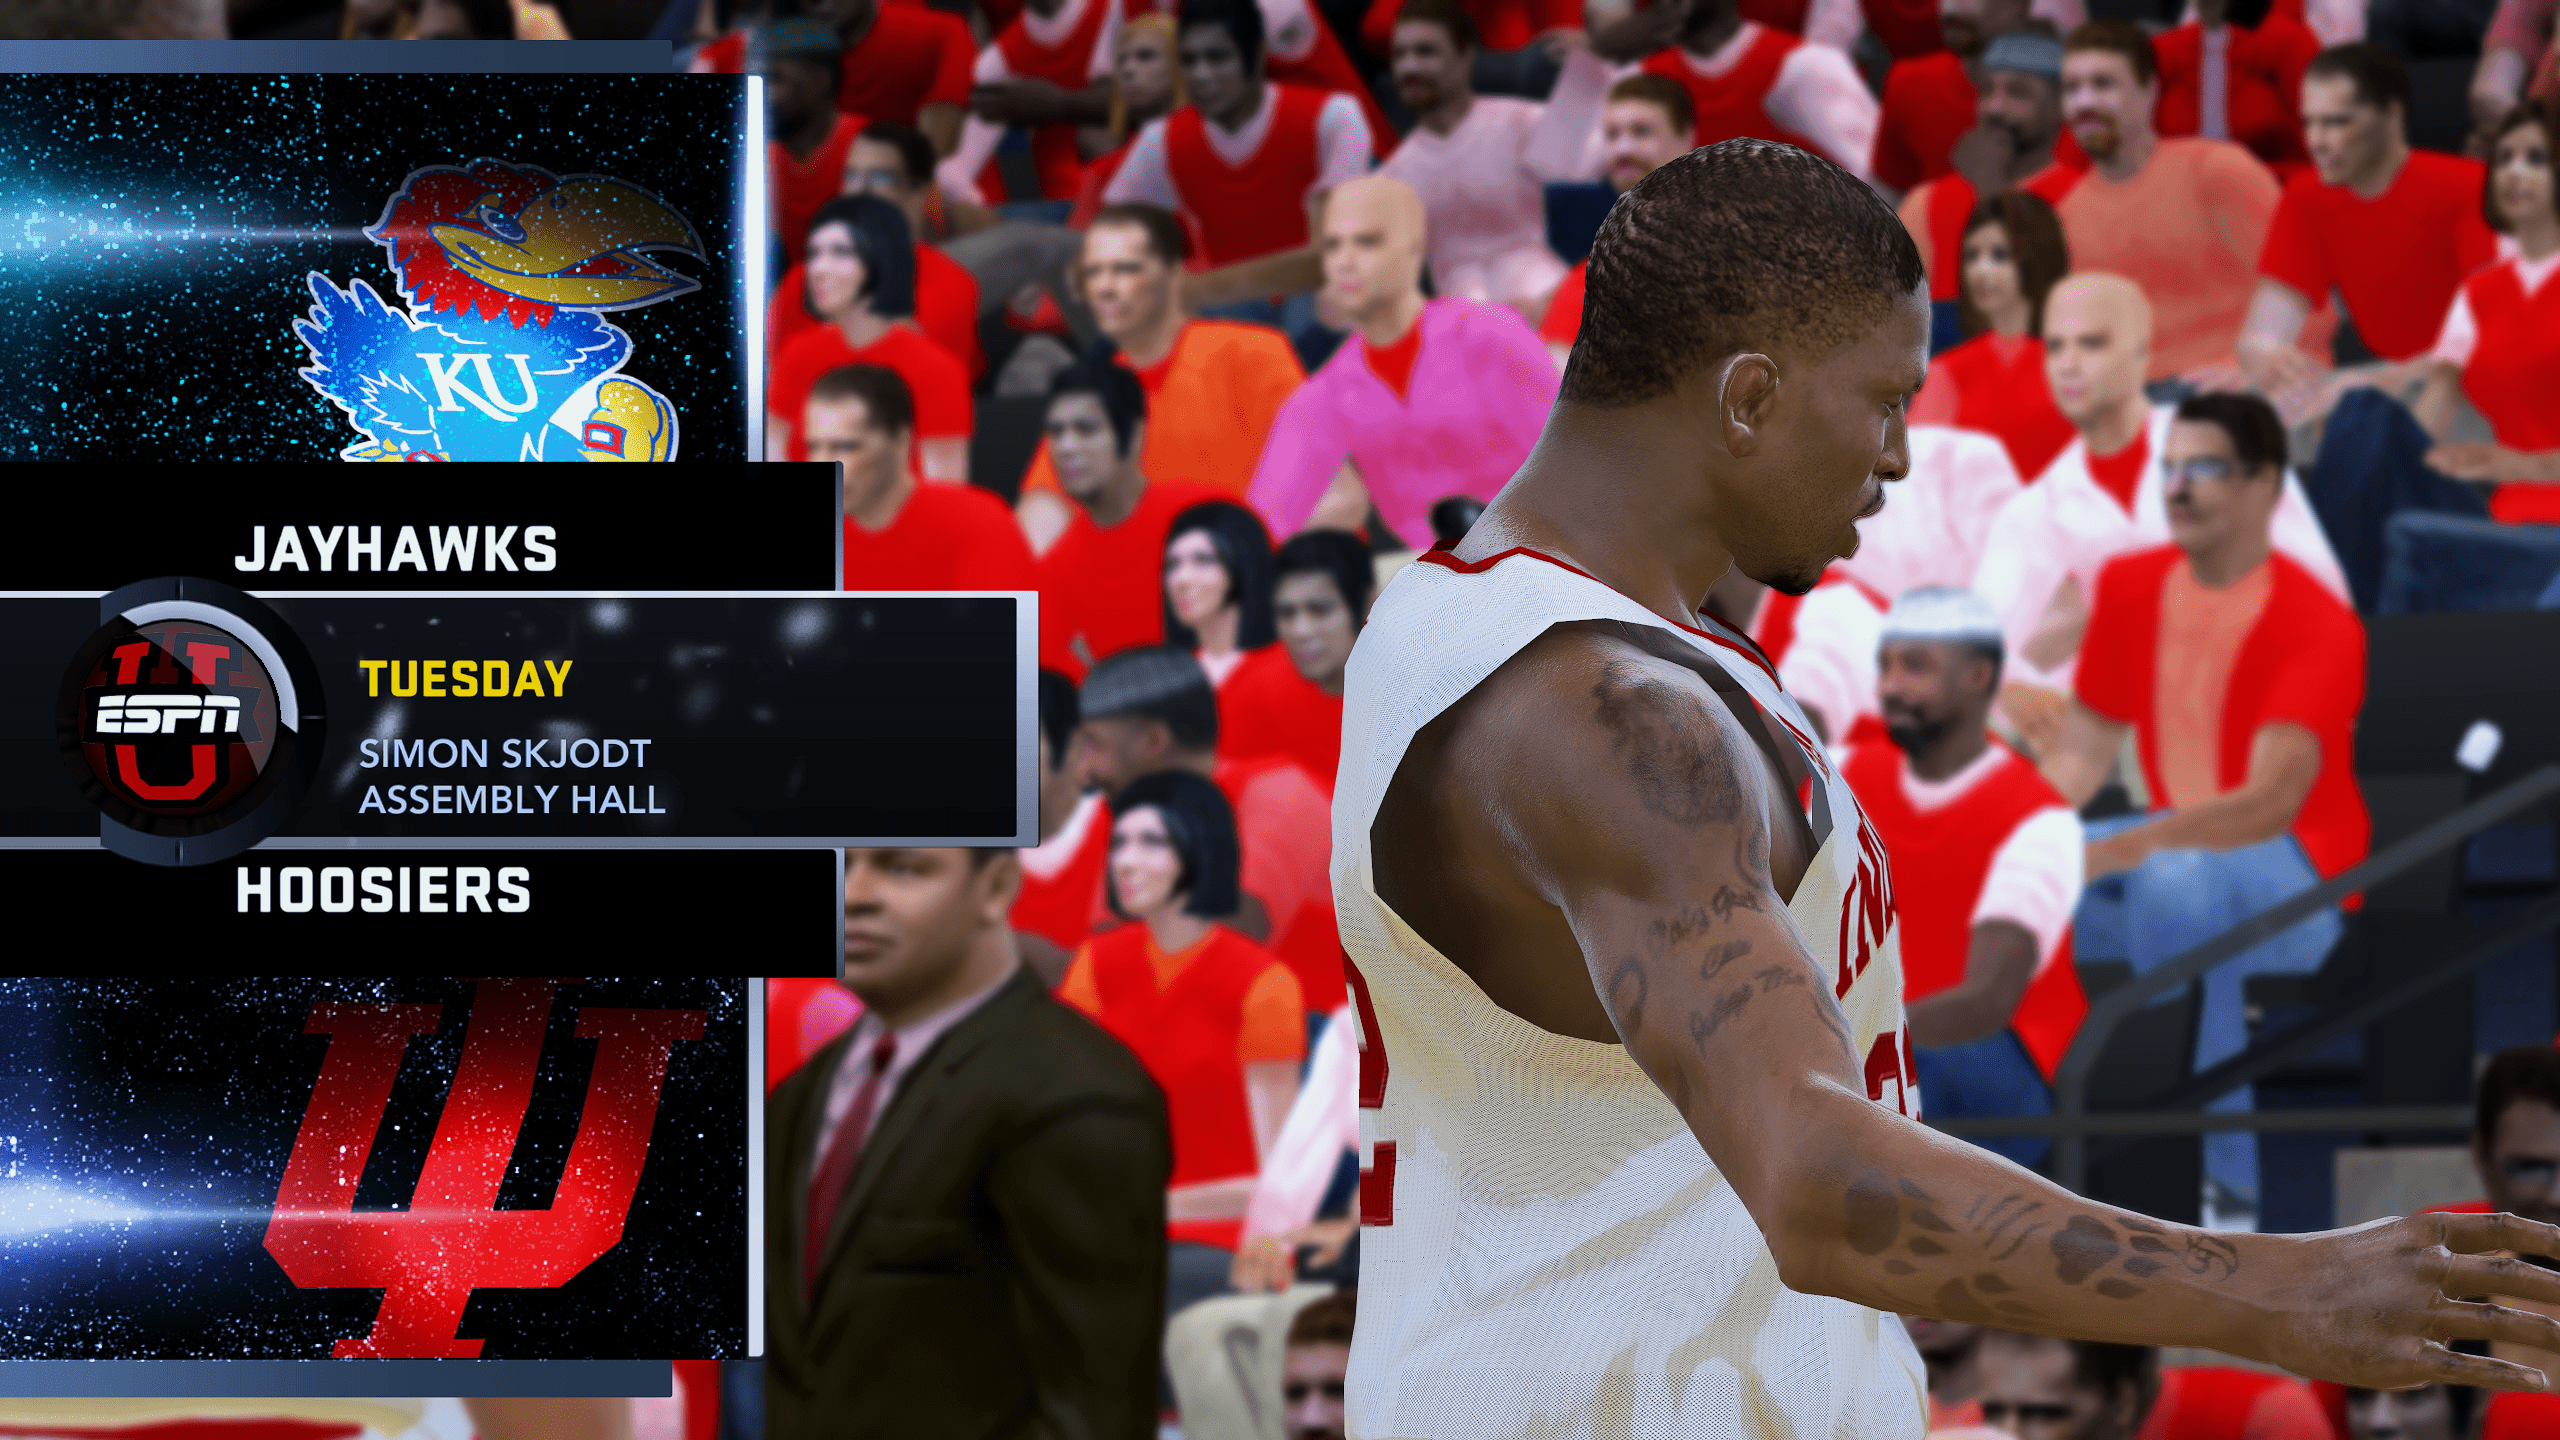 KU
JAYHAWKS
TUESDAY
ESPN
U
SIMON SKJODT
ASSEMBLY HALL
HOOSIERS